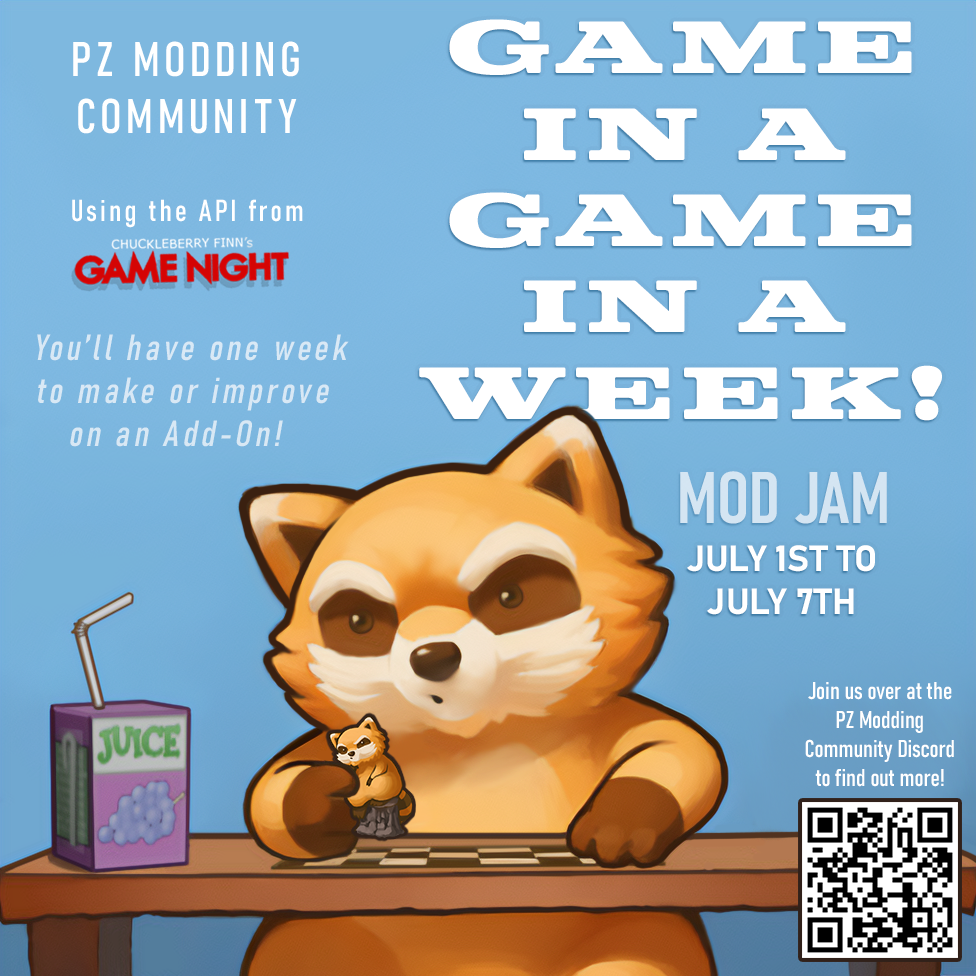 PZ MODDING
COMMUNITY
Using the API from
CHUCKLEBERRY FINN's
GAME NIGHT
You'll have one week
to make or improve
on an Add-On!
GAME
IN A
GAME
IN A
WEEK!
MOD JAM
JULY 1ST TO
JULY 7TH
JUICE
Join us over at the
PZ Modding
Community Discord
to find out more!